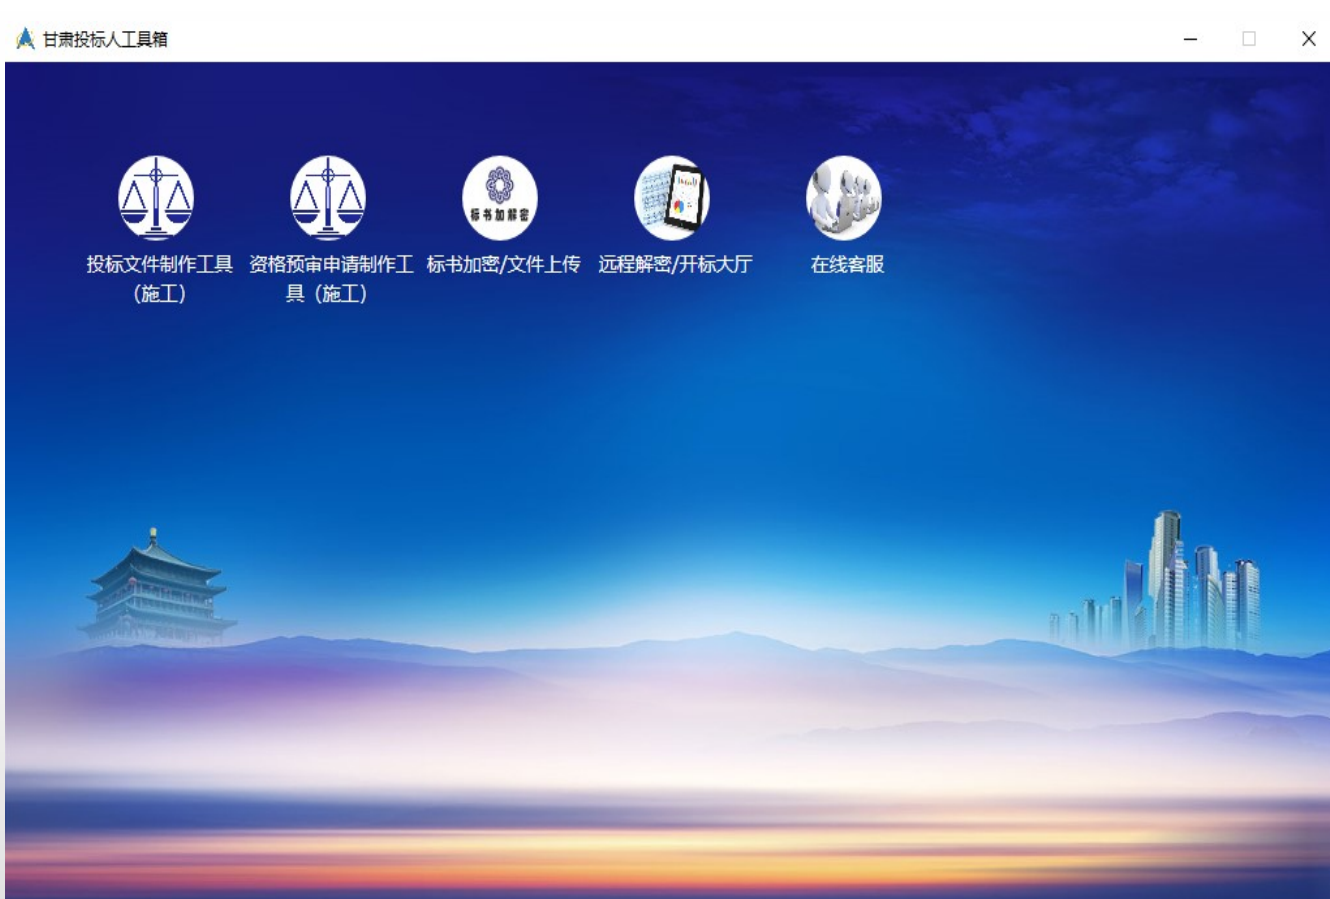 甘肃投标人工具箱
标书加解密
投标文件制作工具
（施工）
资格预审申请制作工
具（施工）
标书加密/文件上传
远程解密/开标大厅
在线客服